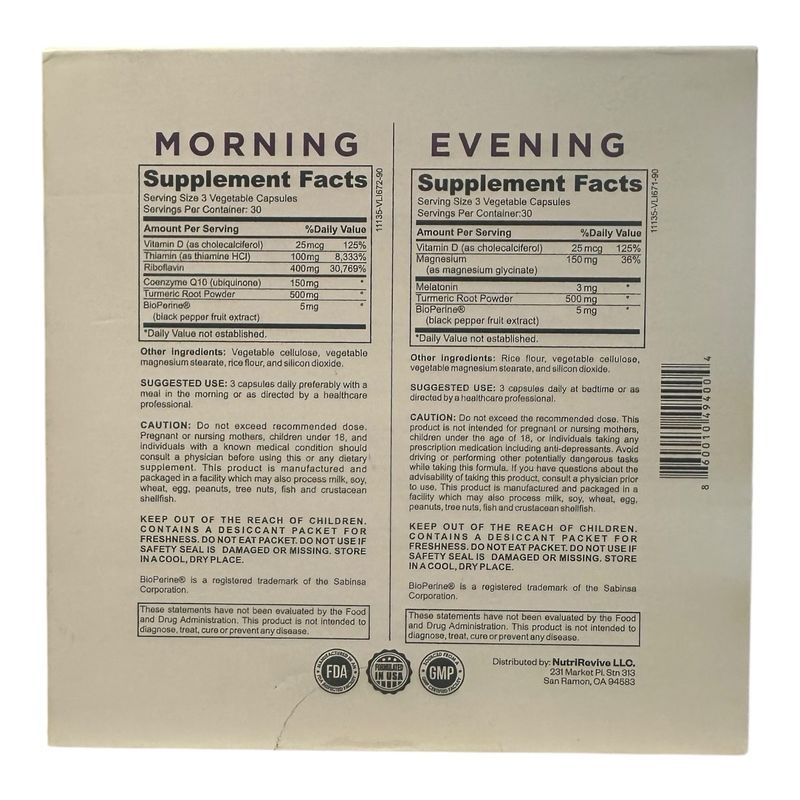 MORNING
Supplement Facts
Serving Size 3 Vegetable Capsules
Servings Per Container: 30
Amount Per Serving %Daily Value
Vitamin D (as cholecalciferol) 25mcg 125%
Thiamin (as thiamine HCl) 100mg 8,333%
Riboflavin 400mg 30,769%
Coenzyme Q10 (ubiquinone) 150mg *
Turmeric Root Powder 500mg *
BioPerine® 5mg *
(black pepper fruit extract)
*Daily Value not established.
11135-VLI672-90
Other ingredients: Vegetable cellulose, vegetable
magnesium stearate, rice flour, and silicon dioxide.
SUGGESTED USE: 3 capsules daily preferably with a
meal in the morning or as directed by a healthcare
professional.
CAUTION: Do not exceed recommended dose.
Pregnant or nursing mothers, children under 18, and
individuals with a known medical condition should
consult a physician before using this or any dietary
supplement. This product is manufactured and
packaged in a facility which may also process milk, soy,
wheat, egg, peanuts, tree nuts, fish and crustacean
shellfish.
KEEP OUT OF THE REACH OF CHILDREN.
CONTAINS A DESICCANT PACKET FOR
FRESHNESS. DO NOT EAT PACKET. DO NOT USE IF
SAFETY SEAL IS DAMAGED OR MISSING. STORE
IN A COOL, DRY PLACE.
BioPerine® is a registered trademark of the Sabinsa
Corporation.
These statements have not been evaluated by the Food
and Drug Administration. This product is not intended to
diagnose, treat, cure or prevent any disease.
EVENING
Supplement Facts
Serving Size 3 Vegetable Capsules
Servings Per Container:30
Amount Per Serving %Daily Value
Vitamin D (as cholecalciferol) 25 mcg 125%
Magnesium 150 mg 36%
(as magnesium glycinate)
Melatonin 3 mg *
Turmeric Root Powder 500 mg *
BioPerine® 5 mg *
(black pepper fruit extract)
*Daily Value not established.
11135-VLI671-90
Other ingredients: Rice flour, vegetable cellulose,
vegetable magnesium stearate, and silicon dioxide.
SUGGESTED USE: 3 capsules daily at bedtime or as
directed by a healthcare professional.
CAUTION: Do not exceed the recommended dose. This
product is not intended for pregnant or nursing mothers,
children under the age of 18, or individuals taking any
prescription medication including anti-depressants. Avoid
driving or performing other potentially dangerous tasks
while taking this formula. If you have questions about the
advisability of taking this product, consult a physician prior
to use. This product is manufactured and packaged in a
facility which may also process milk, soy, wheat, egg,
peanuts, tree nuts, fish and crustacean shellfish.
KEEP OUT OF THE REACH OF CHILDREN.
CONTAINS A DESICCANT PACKET FOR
FRESHNESS. DO NOT EAT PACKET. DO NOT USE IF
SAFETY SEAL IS DAMAGED OR MISSING. STORE
IN A COOL, DRY PLACE.
BioPerine® is a registered trademark of the Sabinsa
Corporation.
These statements have not been evaluated by the Food
and Drug Administration. This product is not intended to
diagnose, treat, cure or prevent any disease.
8 60010 49400 4
MANUFACTURED IN AN
FDA
FORMULATED
IN USA
SOURCED FROM A
GMP
Distributed by: NutriRevive LLC.
231 Market Pl. Stn 313
San Ramon, CA 94583